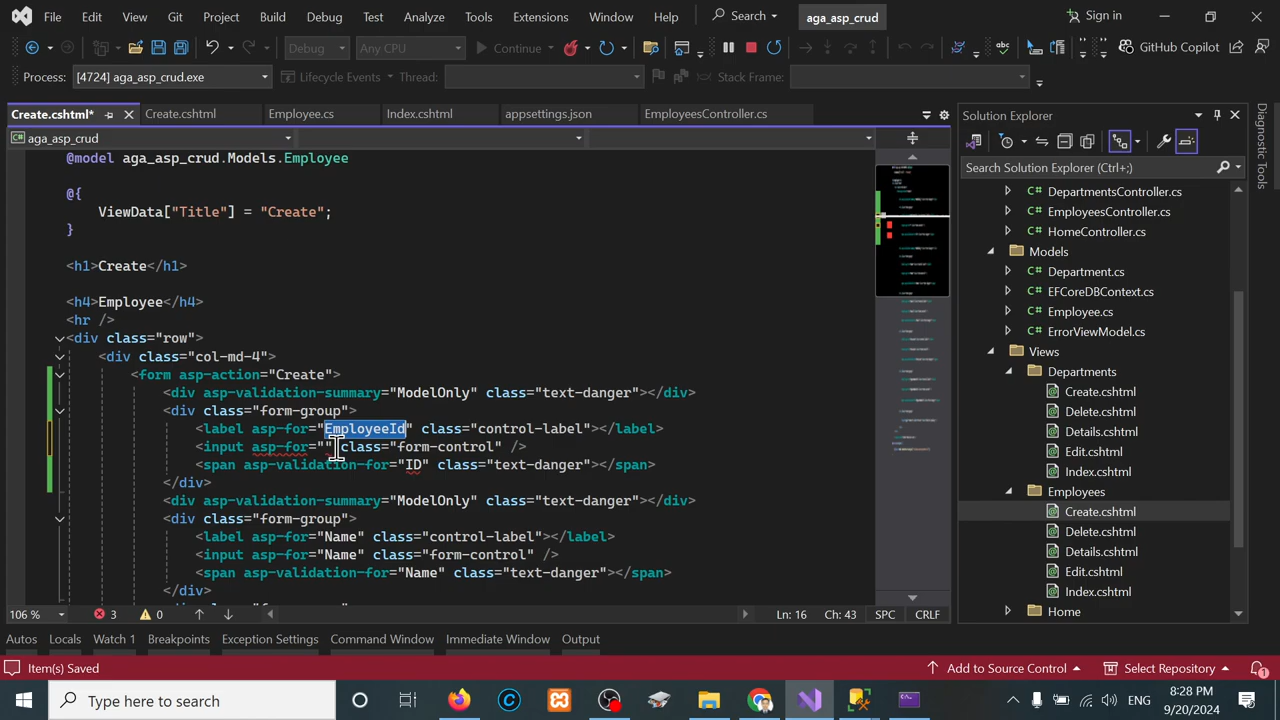 File Edit View Git Project Build Debug Test Analyze Tools Extensions Window Help Search aga_asp_crud Sign in
Debug Any CPU Continue GitHub Copilot
Process: [4724] aga_asp_crud.exe Lifecycle Events Thread: Stack Frame:
Create.cshtml* Create.cshtml Employee.cs Index.cshtml appsettings.json EmployeesController.cs
Solution Explorer
aga_asp_crud
Search Solution Explorer (Ctrl+;)
Diagnostic Tools
@model aga_asp_crud.Models.Employee
@{
ViewData["Title"] = "Create";
}
<h1>Create</h1>
<h4>Employee</h4>
<hr />
<div class="row">
<div class="col-md-4">
<form asp-action="Create">
<div asp-validation-summary="ModelOnly" class="text-danger"></div>
<div class="form-group">
<label asp-for="EmployeeId" class="control-label"></label>
<input asp-for="" class="form-control" />
<span asp-validation-for="ID" class="text-danger"></span>
</div>
<div asp-validation-summary="ModelOnly" class="text-danger"></div>
<div class="form-group">
<label asp-for="Name" class="control-label"></label>
<input asp-for="Name" class="form-control" />
<span asp-validation-for="Name" class="text-danger"></span>
</div>
DepartmentsController.cs
EmployeesController.cs
HomeController.cs
Models
Department.cs
EFCoreDBContext.cs
Employee.cs
ErrorViewModel.cs
Views
Departments
Create.cshtml
Delete.cshtml
Details.cshtml
Edit.cshtml
Index.cshtml
Employees
Create.cshtml
Delete.cshtml
Details.cshtml
Edit.cshtml
Index.cshtml
Home
106 % 3 0 Ln: 16 Ch: 43 SPC CRLF
Autos Locals Watch 1 Breakpoints Exception Settings Command Window Immediate Window Output
Item(s) Saved Add to Source Control Select Repository 1
Type here to search ENG 8:28 PM
9/20/2024